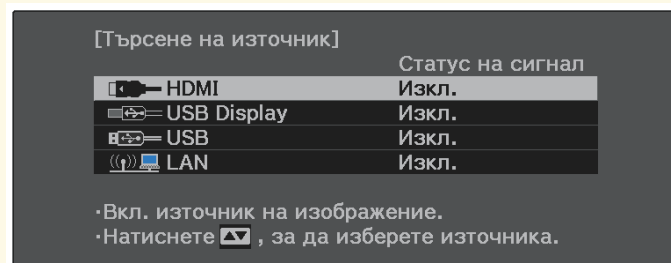 [Търсене на източник]
Статус на сигнал
HDMI Изкл.
USB Display Изкл.
USB Изкл.
LAN Изкл.
·Вкл. източник на изображение.
·Натиснете ▲▼ , за да изберете източника.